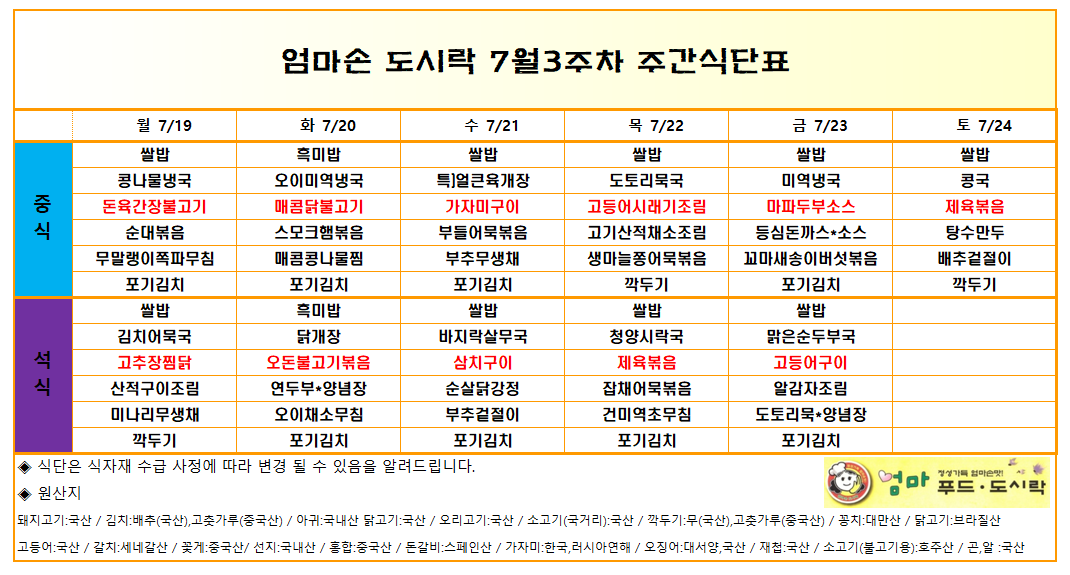 엄마손 도시락 7월3주차 주간식단표
월 7/19 화 7/20 수 7/21 목 7/22 금 7/23 토 7/24
중식
쌀밥 흑미밥 쌀밥 쌀밥 쌀밥 쌀밥
콩나물냉국 오이미역냉국 특)얼큰육개장 도토리묵국 미역냉국 콩국
돈육간장불고기 매콤닭불고기 가자미구이 고등어시래기조림 마파두부소스 제육볶음
순대볶음 스모크햄볶음 부들어묵볶음 고기산적채소조림 등심돈까스*소스 탕수만두
무말랭이쪽파무침 매콤콩나물찜 부추무생채 생마늘쫑어묵볶음 꼬마새송이버섯볶음 배추겉절이
포기김치 포기김치 포기김치 깍두기 포기김치 깍두기
석식
쌀밥 흑미밥 쌀밥 쌀밥 쌀밥
김치어묵국 닭개장 바지락살무국 청양시락국 맑은순두부국
고추장찜닭 오돈불고기볶음 삼치구이 제육볶음 고등어구이
산적구이조림 연두부*양념장 순살닭강정 잡채어묵볶음 알감자조림
미나리무생채 오이채소무침 부추겉절이 건미역초무침 도토리묵*양념장
깍두기 포기김치 포기김치 포기김치 포기김치
◈ 식단은 식자재 수급 사정에 따라 변경 될 수 있음을 알려드립니다.
◈ 원산지
정성가득 엄마손맛!
엄마 푸드·도시락
돼지고기:국산 / 김치:배추(국산),고춧가루(중국산) / 아귀:국내산 닭고기:국산 / 오리고기:국산 / 소고기(국거리):국산 / 깍두기:무(국산),고춧가루(중국산) / 꽁치:대만산 / 닭고기:브라질산
고등어:국산 / 갈치:세네갈산 / 꽃게:중국산/ 선지:국내산 / 홍합:중국산 / 돈갈비:스페인산 / 가자미:한국,러시아연해 / 오징어:대서양,국산 / 재첩:국산 / 소고기(불고기용):호주산 / 곤,알 :국산